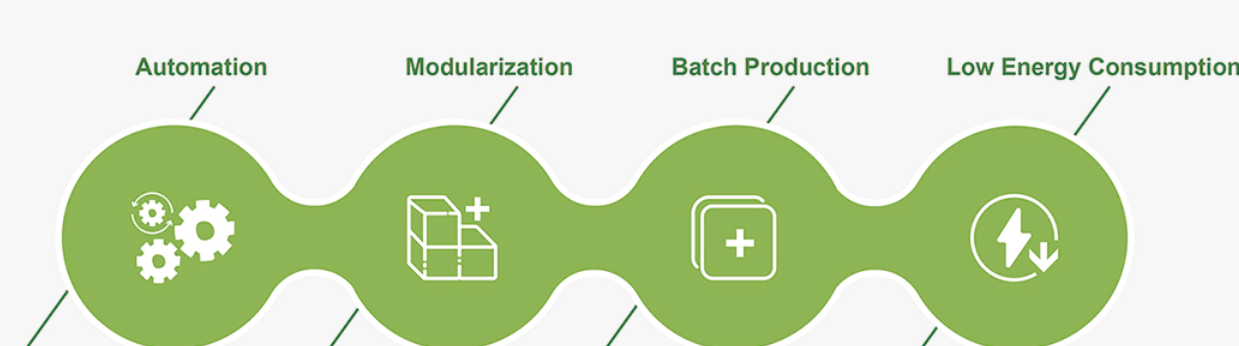 Automation
Modularization
Batch Production
Low Energy Consumption